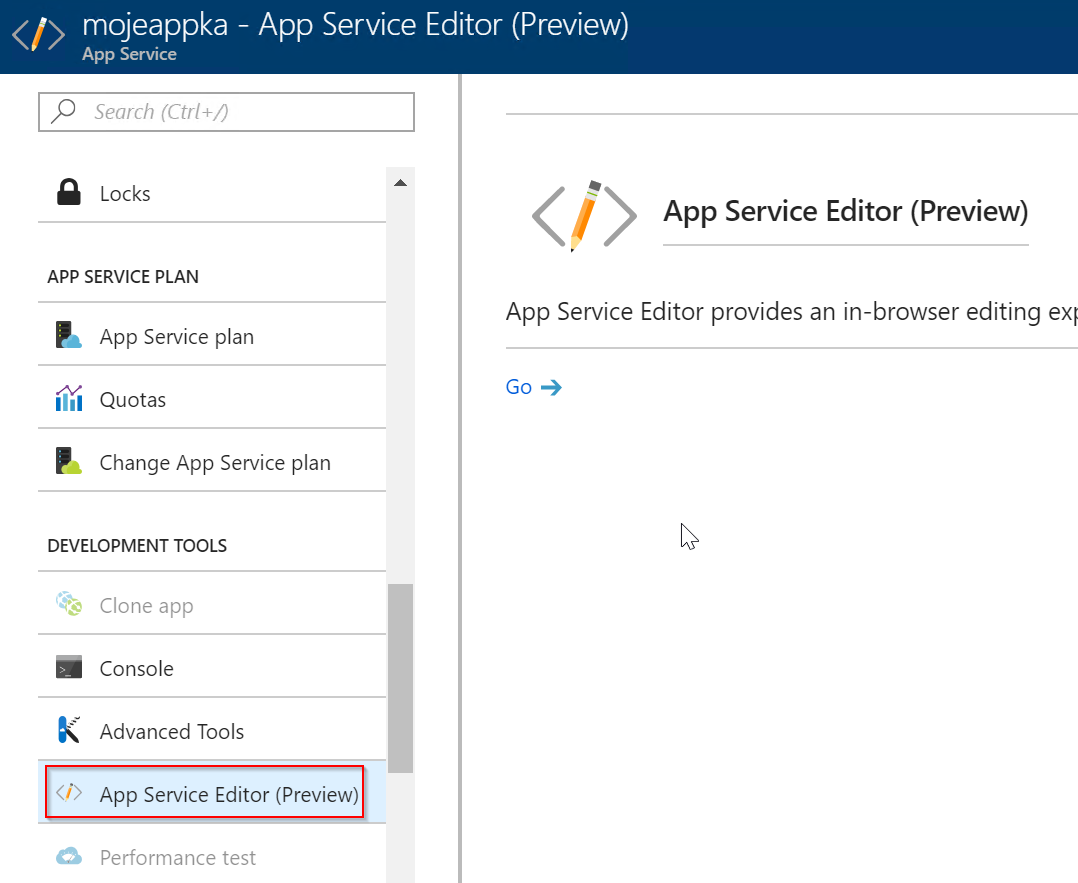 mojeappka - App Service Editor (Preview)
App Service
Search (Ctrl+/)
Locks
APP SERVICE PLAN
App Service plan
Quotas
Change App Service plan
DEVELOPMENT TOOLS
Clone app
Console
Advanced Tools
App Service Editor (Preview)
Performance test
App Service Editor (Preview)
App Service Editor provides an in-browser editing
Go